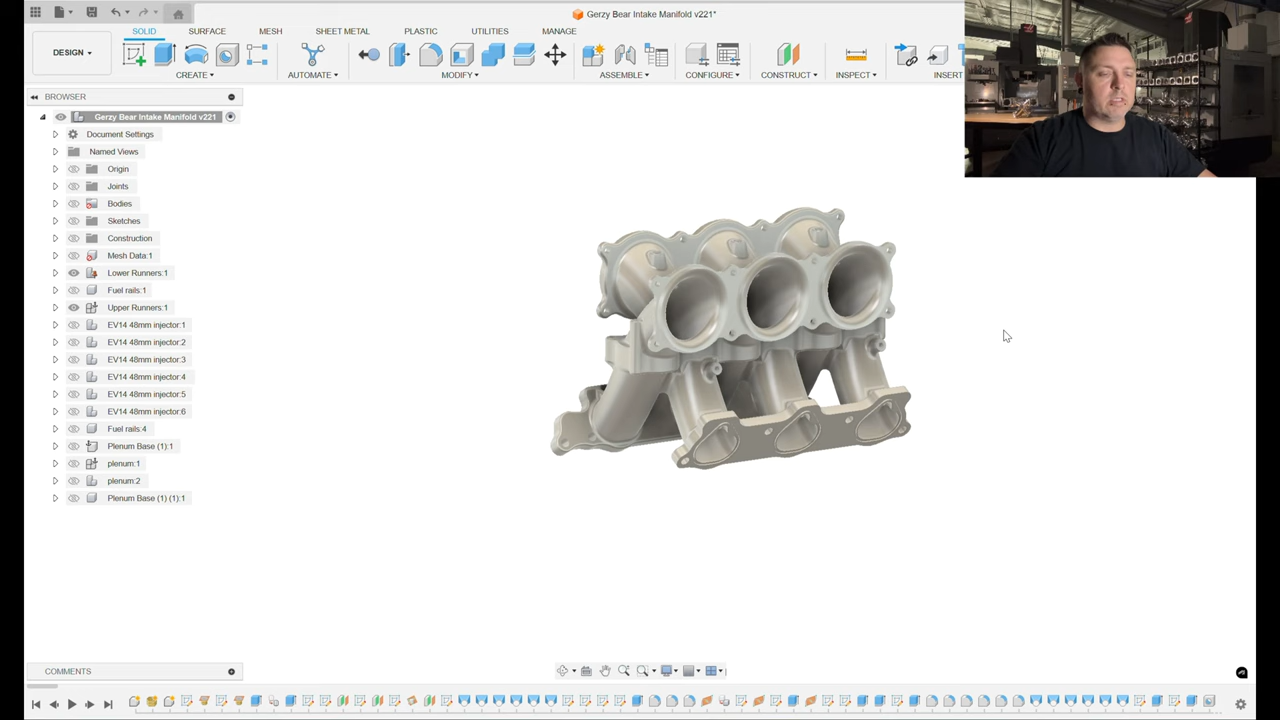 Gerzy Bear Intake Manifold v221*
SOLID SURFACE MESH SHEET METAL PLASTIC UTILITIES MANAGE
DESIGN
CREATE AUTOMATE MODIFY ASSEMBLE CONFIGURE CONSTRUCT INSPECT INSERT
BROWSER
Gerzy Bear Intake Manifold v221
Document Settings
Named Views
Origin
Joints
Bodies
Sketches
Construction
Mesh Data:1
Lower Runners:1
Fuel rails:1
Upper Runners:1
EV14 48mm injector:1
EV14 48mm injector:2
EV14 48mm injector:3
EV14 48mm injector:4
EV14 48mm injector:5
EV14 48mm injector:6
Fuel rails:4
Plenum Base (1):1
plenum:1
plenum:2
Plenum Base (1) (1):1
COMMENTS